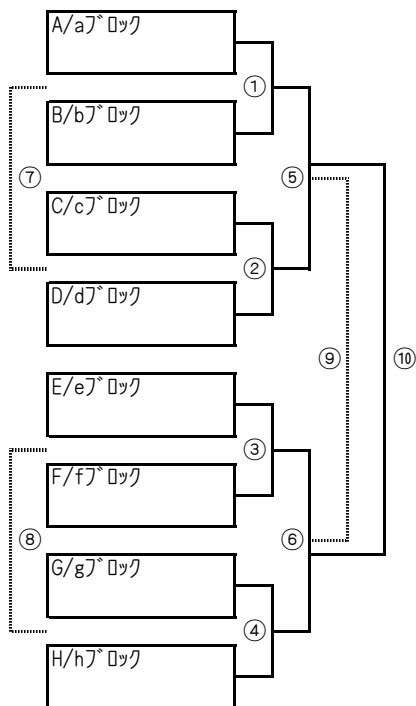 A/aﾌﾞﾛｯｸ
①
B/bﾌﾞﾛｯｸ
⑦
⑤
C/cﾌﾞﾛｯｸ
②
D/dﾌﾞﾛｯｸ
⑨
⑩
E/eﾌﾞﾛｯｸ
③
F/fﾌﾞﾛｯｸ
⑧
⑥
G/gﾌﾞﾛｯｸ
④
H/hﾌﾞﾛｯｸ